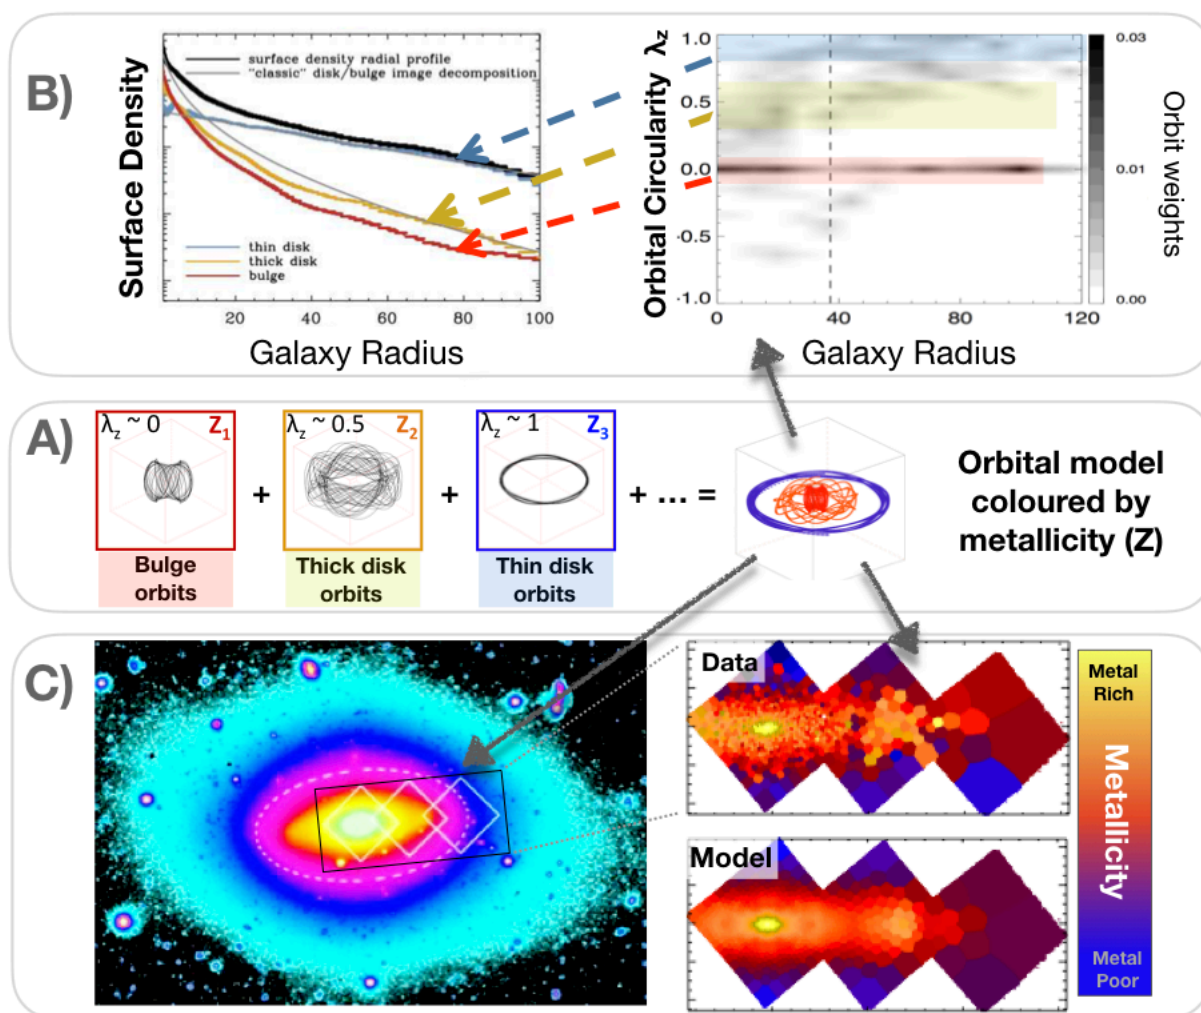 B)
Surface Density
surface density radial profile
"classic" disk/bulge image decomposition
thin disk
thick disk
bulge
20 40 60 80 100
Galaxy Radius
Orbital Circularity λz
1.0
0.5
0.0
-0.5
-1.0
0 40 80 120
Galaxy Radius
0.03
0.01
0.00
Orbit weights
A)
λz ~ 0 Z1
Bulge
orbits
+
λz ~ 0.5 Z2
Thick disk
orbits
+
λz ~ 1 Z3
Thin disk
orbits
+ ... =
Orbital model
coloured by
metallicity (Z)
C)
Data
Model
Metal
Rich
Metallicity
Metal
Poor